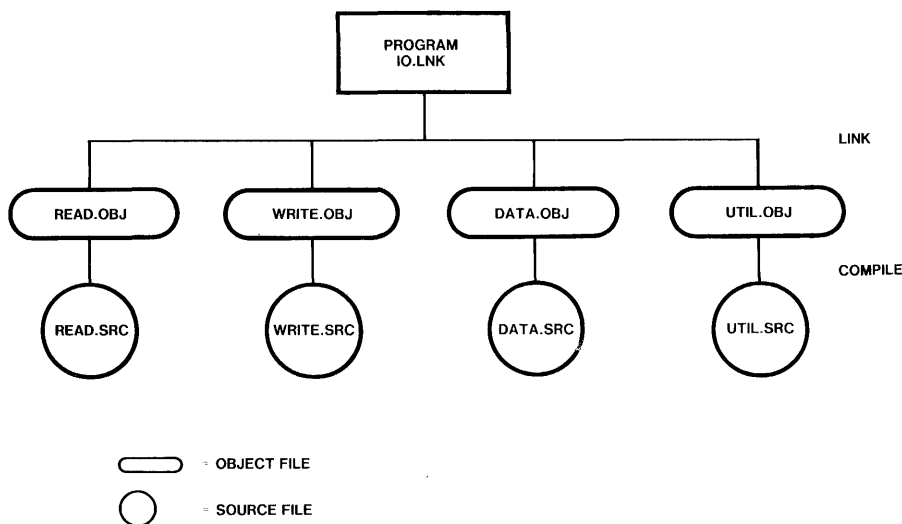 PROGRAM
IO.LNK
LINK
READ.OBJ
WRITE.OBJ
DATA.OBJ
UTIL.OBJ
COMPILE
READ.SRC
WRITE.SRC
DATA.SRC
UTIL.SRC
= OBJECT FILE
= SOURCE FILE